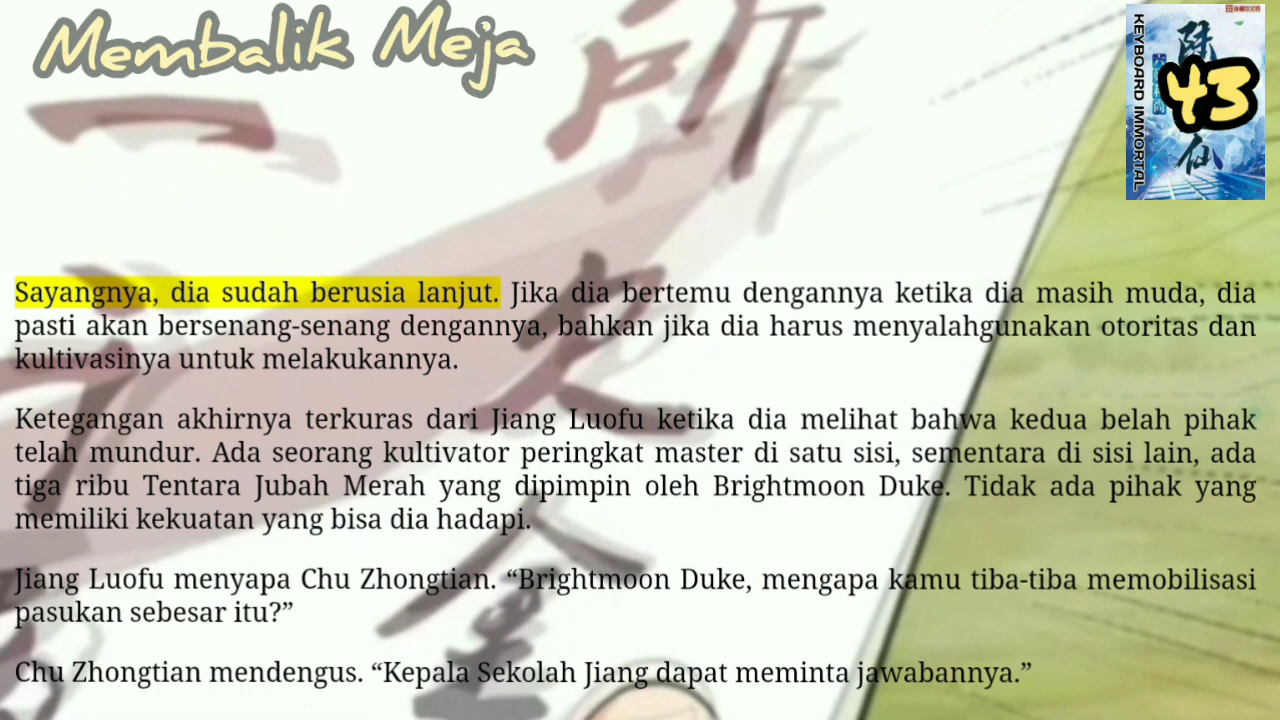 Membalik Meja
43
KEYBOARD IMMORTAL
陆
仙
一
所
Sayangnya, dia sudah berusia lanjut. Jika dia bertemu dengannya ketika dia masih muda, dia
pasti akan bersenang-senang dengannya, bahkan jika dia harus menyalahgunakan otoritas dan
kultivasinya untuk melakukannya.
Ketegangan akhirnya terkuras dari Jiang Luofu ketika dia melihat bahwa kedua belah pihak
telah mundur. Ada seorang kultivator peringkat master di satu sisi, sementara di sisi lain, ada
tiga ribu Tentara Jubah Merah yang dipimpin oleh Brightmoon Duke. Tidak ada pihak yang
memiliki kekuatan yang bisa dia hadapi.
Jiang Luofu menyapa Chu Zhongtian. “Brightmoon Duke, mengapa kamu tiba-tiba memobilisasi
pasukan sebesar itu?”
Chu Zhongtian mendengus. “Kepala Sekolah Jiang dapat meminta jawabannya.”